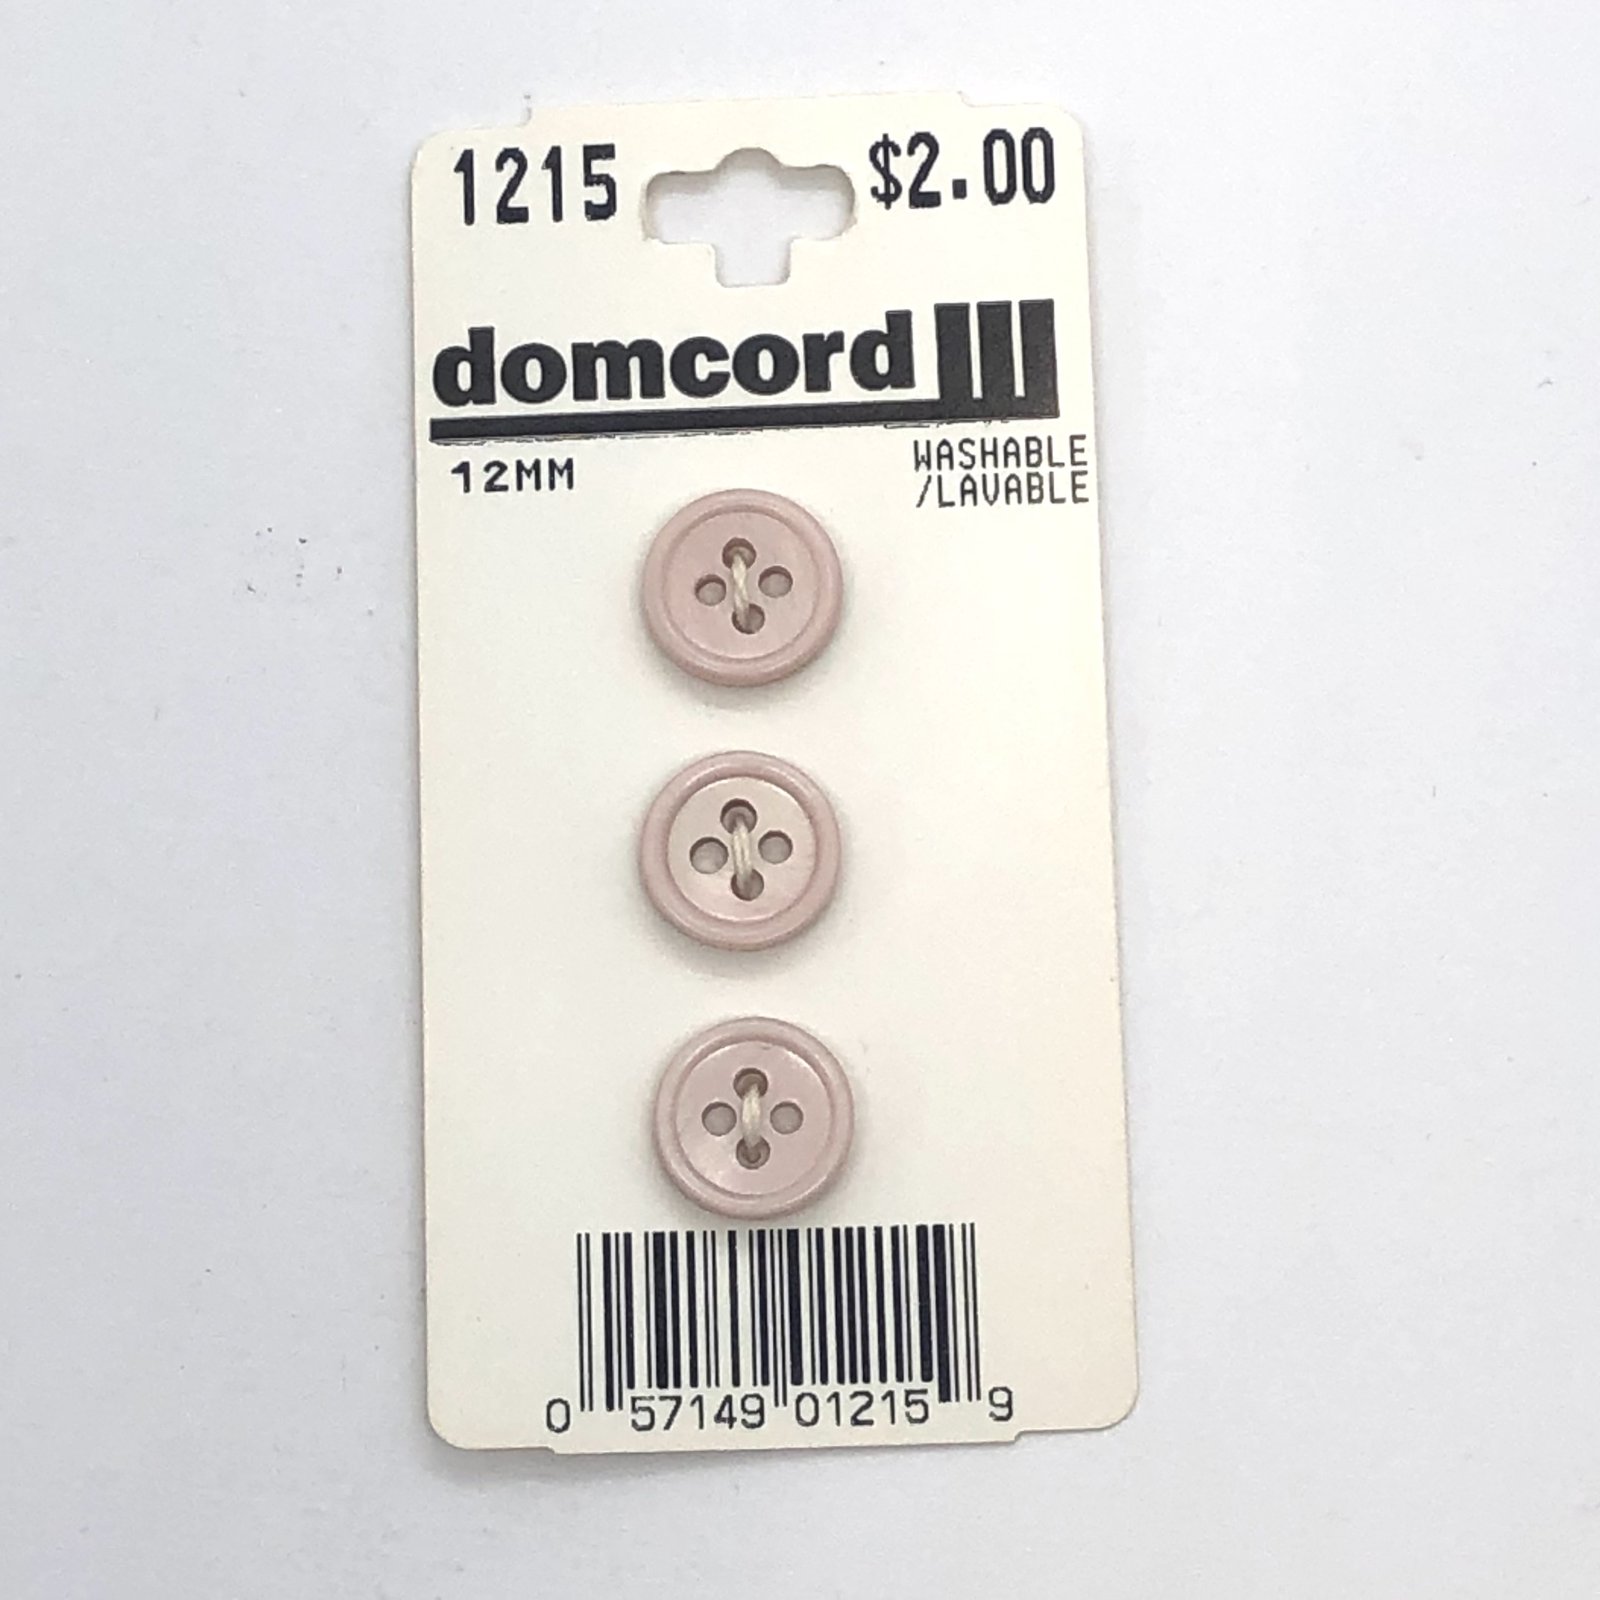 1215 $2.00
domcord
12MM WASHABLE
/LAVABLE
0 57149 01215 9